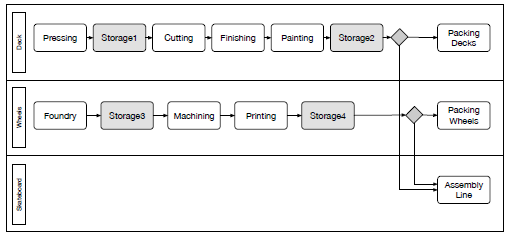 Deck
Pressing
Storage1
Cutting
Finishing
Painting
Storage2
Packing
Decks
Wheels
Foundry
Storage3
Machining
Printing
Storage4
Packing
Wheels
Skateboard
Assembly
Line